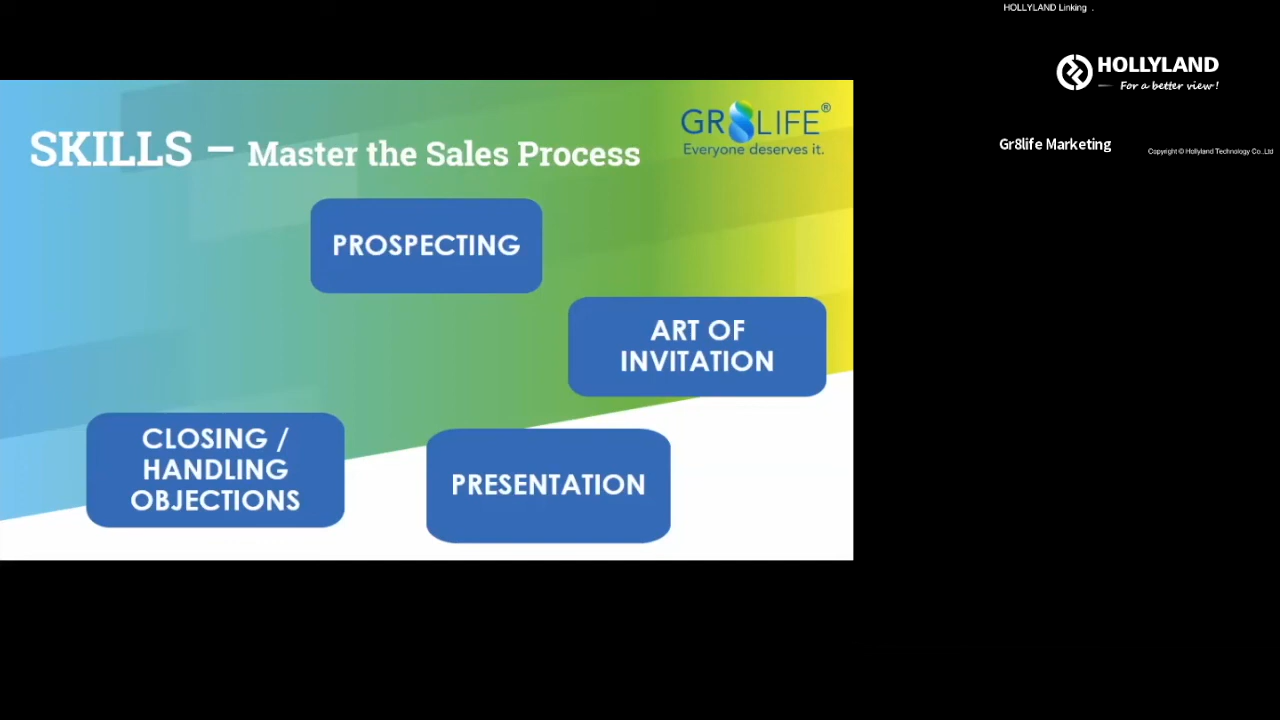 HOLLYLAND Linking .
HOLLYLAND
For a better view!
Gr8life Marketing
Copyright © Hollyland Technology Co.,Ltd
GR8LIFE®
Everyone deserves it.
SKILLS – Master the Sales Process
PROSPECTING
ART OF
INVITATION
CLOSING /
HANDLING
OBJECTIONS
PRESENTATION